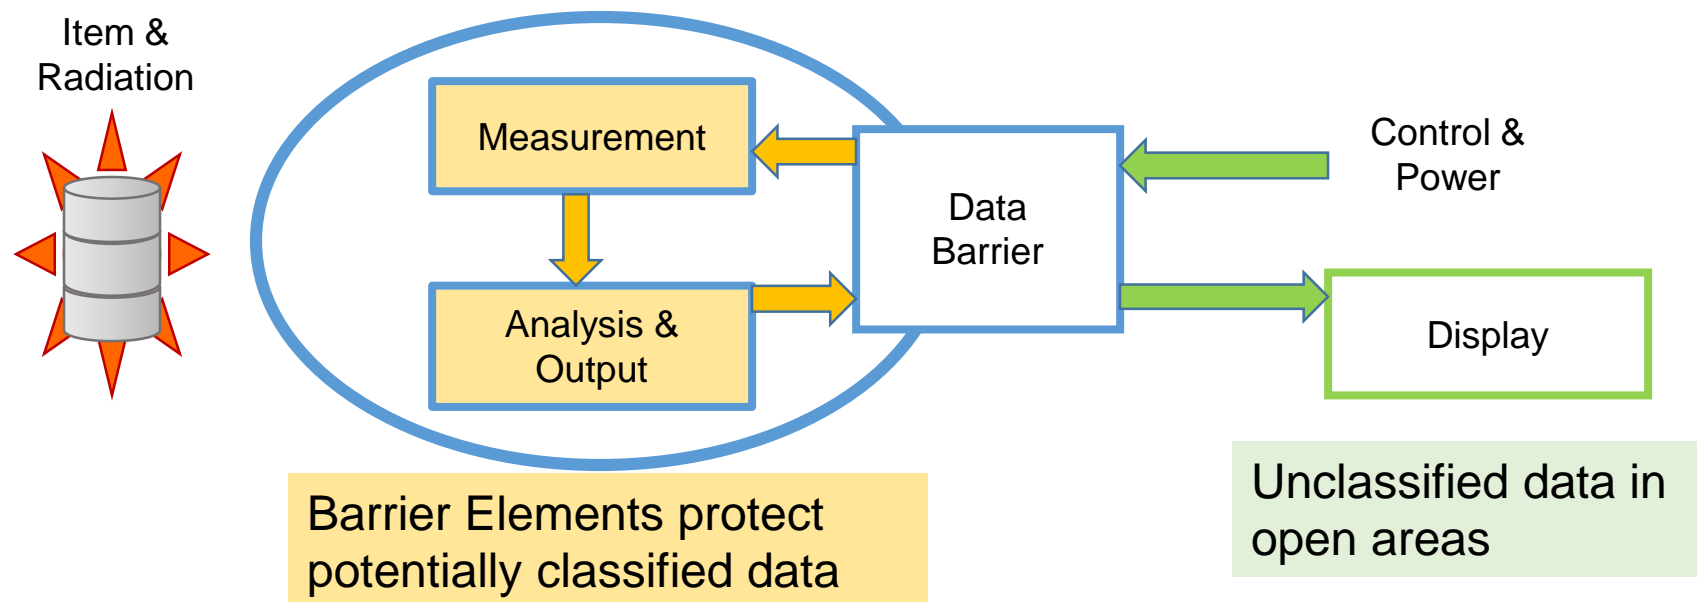 Item &
Radiation
Measurement
Analysis &
Output
Data
Barrier
Control &
Power
Display
Barrier Elements protect
potentially classified data
Unclassified data in
open areas